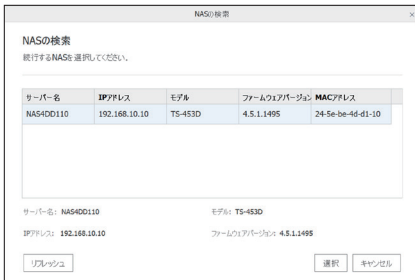 NASの検索
NASの検索
続行するNASを選択してください。
サーバー名 IPアドレス モデル ファームウェアバージョン MACアドレス
NAS4DD110 192.168.10.10 TS-453D 4.5.1.1495 24-5e-be-4d-d1-10
サーバー名: NAS4DD110 モデル: TS-453D
IPアドレス: 192.168.10.10 ファームウェアバージョン: 4.5.1.1495
リフレッシュ 選択 キャンセル